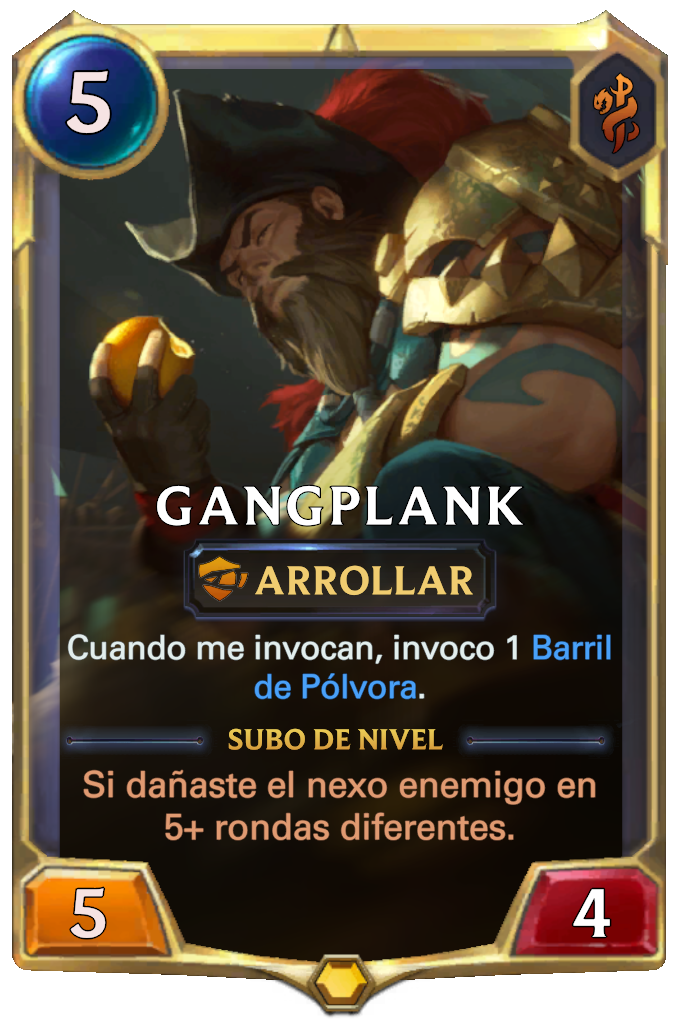 5
GANGPLANK
ARROLLAR
Cuando me invocan, invoco 1 Barril
de Pólvora.
SUBO DE NIVEL
Si dañaste el nexo enemigo en
5+ rondas diferentes.
5
4